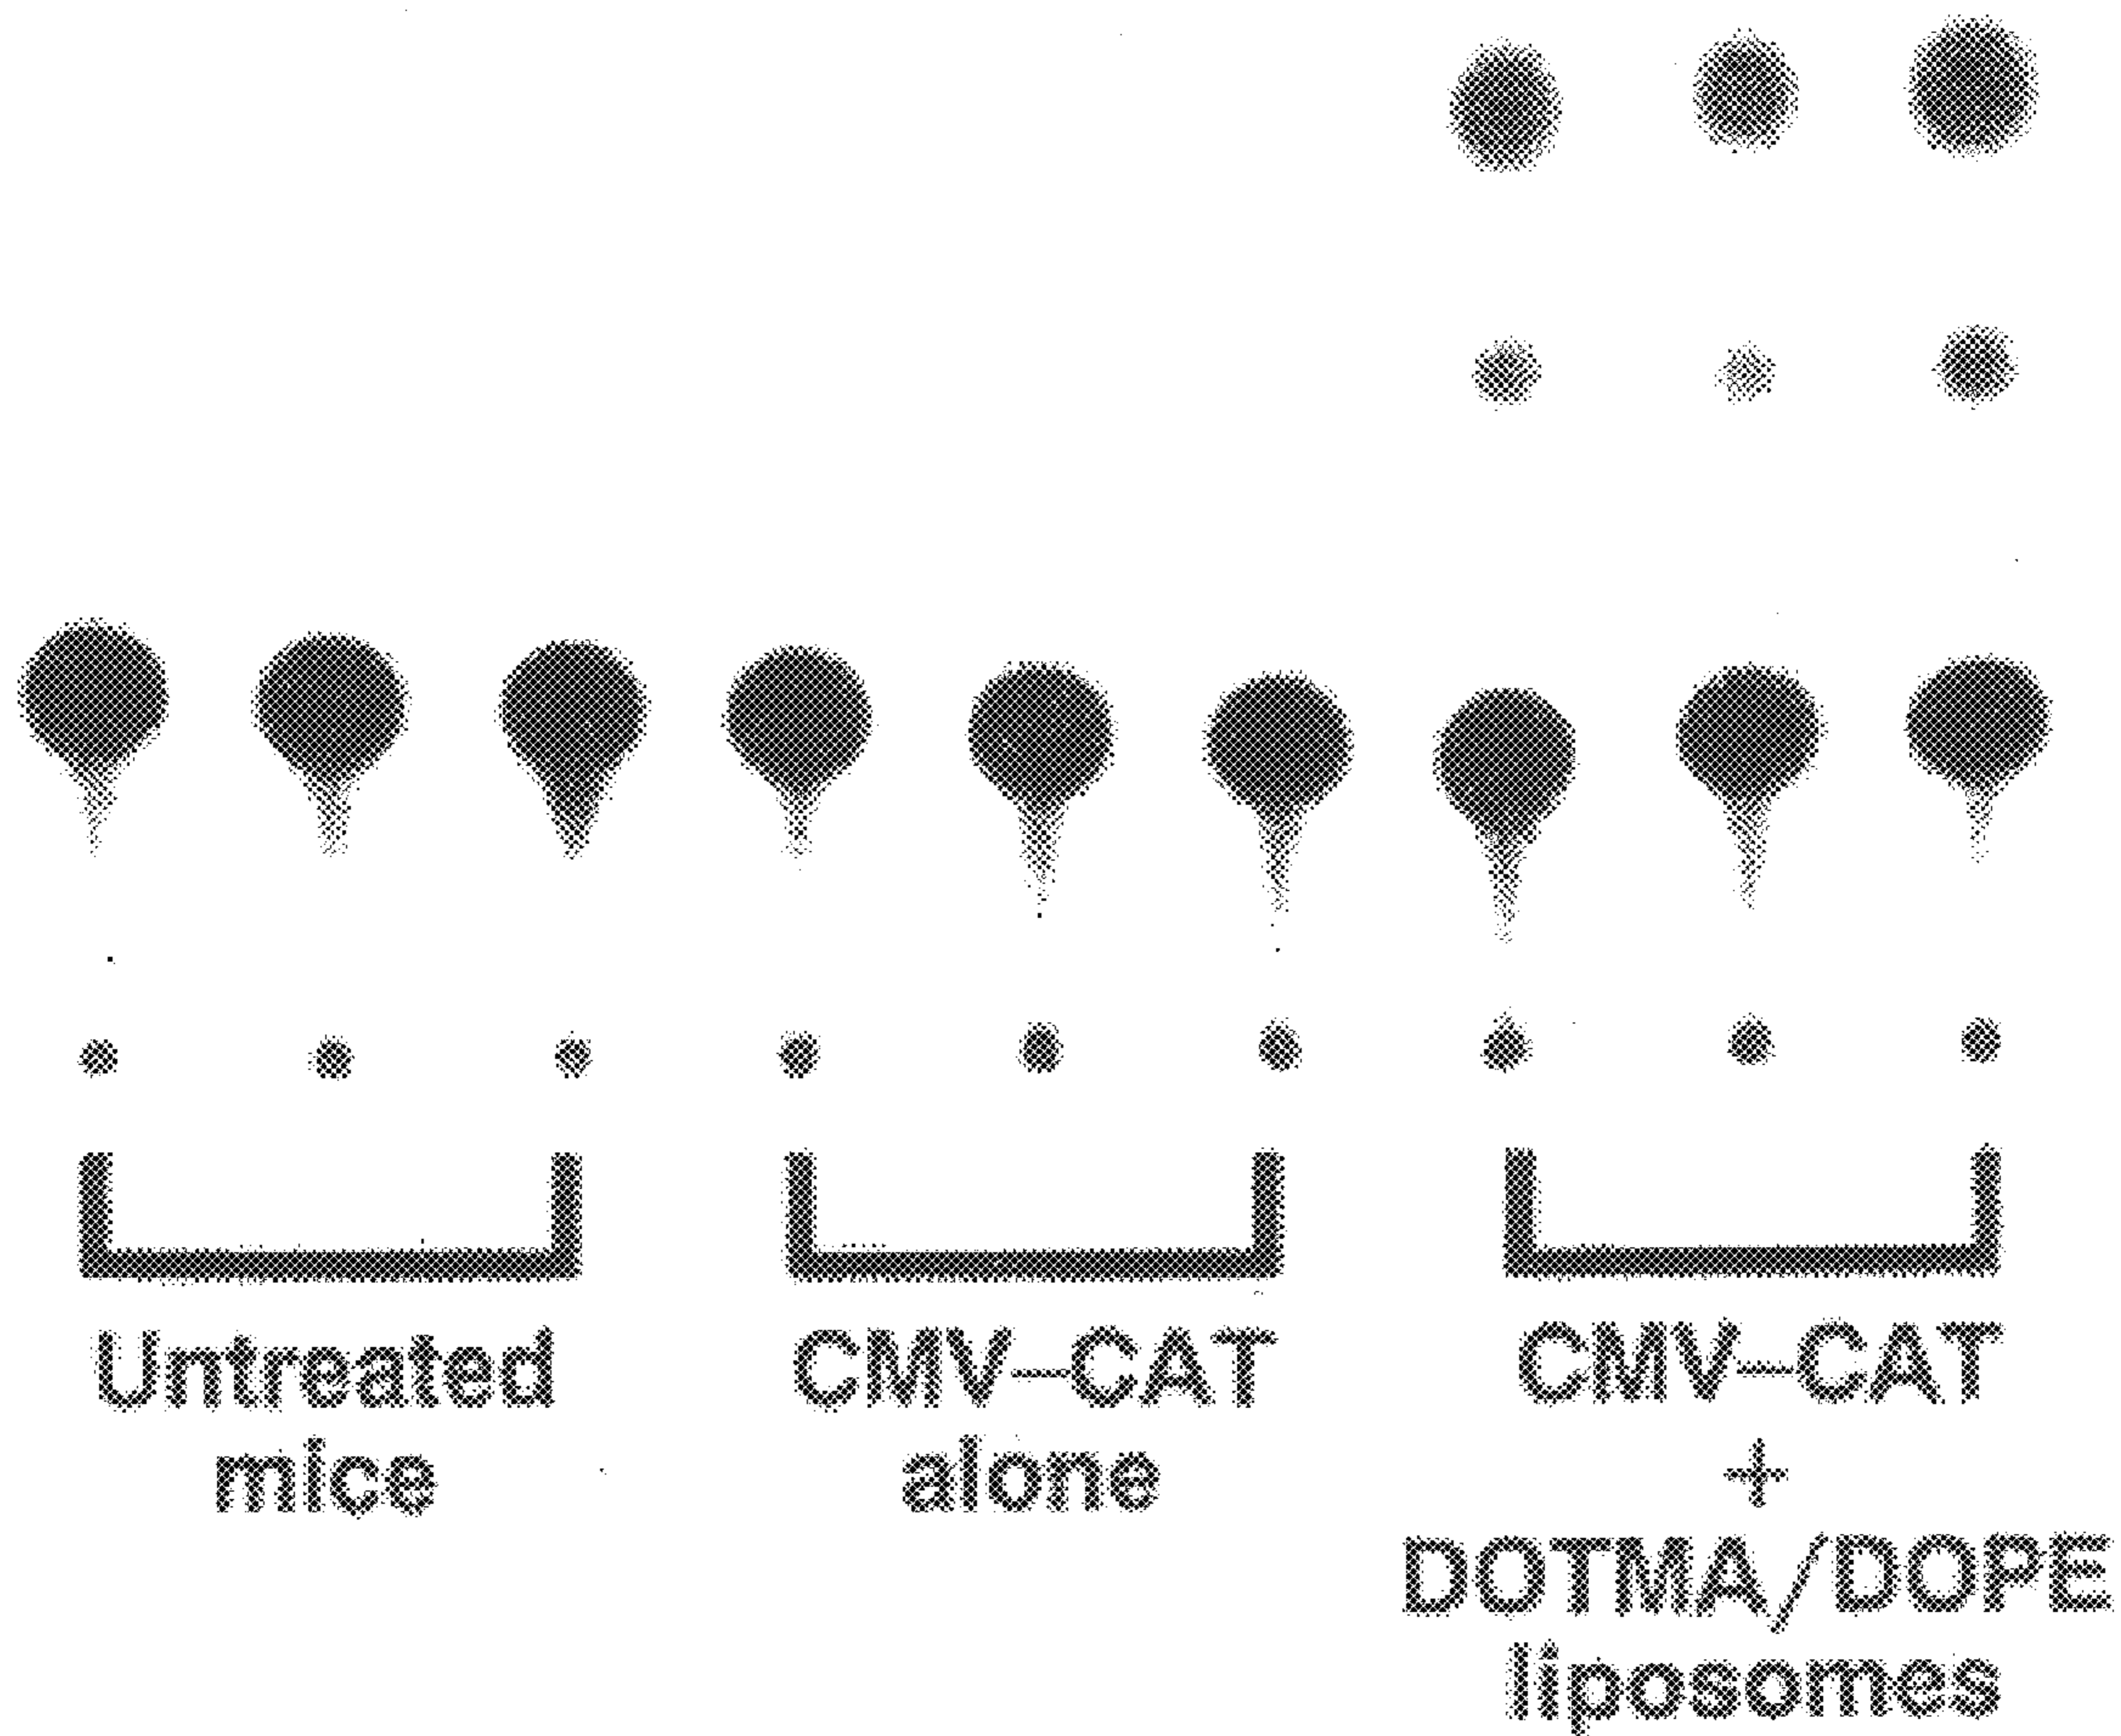 Untreated
mice
CMV–CAT
alone
CMV–CAT
+
DOTMA/DOPE
liposomes